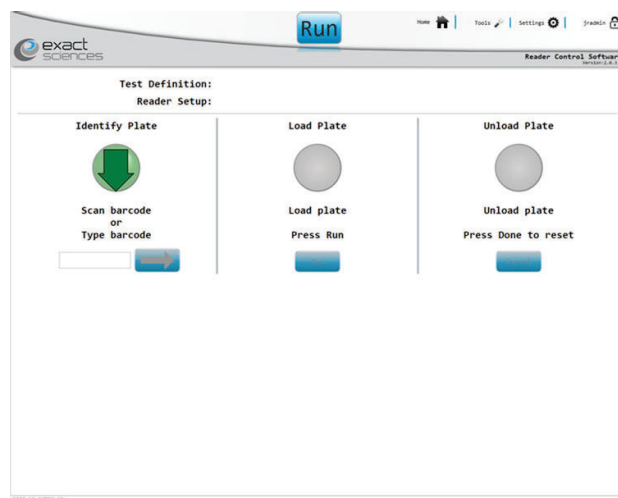 Run
Home
Tools
Settings
jradmin
exact
SCIENCES
Reader Control Softwar
Test Definition:
Reader Setup:
Identify Plate
Load Plate
Unload Plate
Scan barcode
or
Type barcode
Load plate
Press Run
Unload plate
Press Done to reset